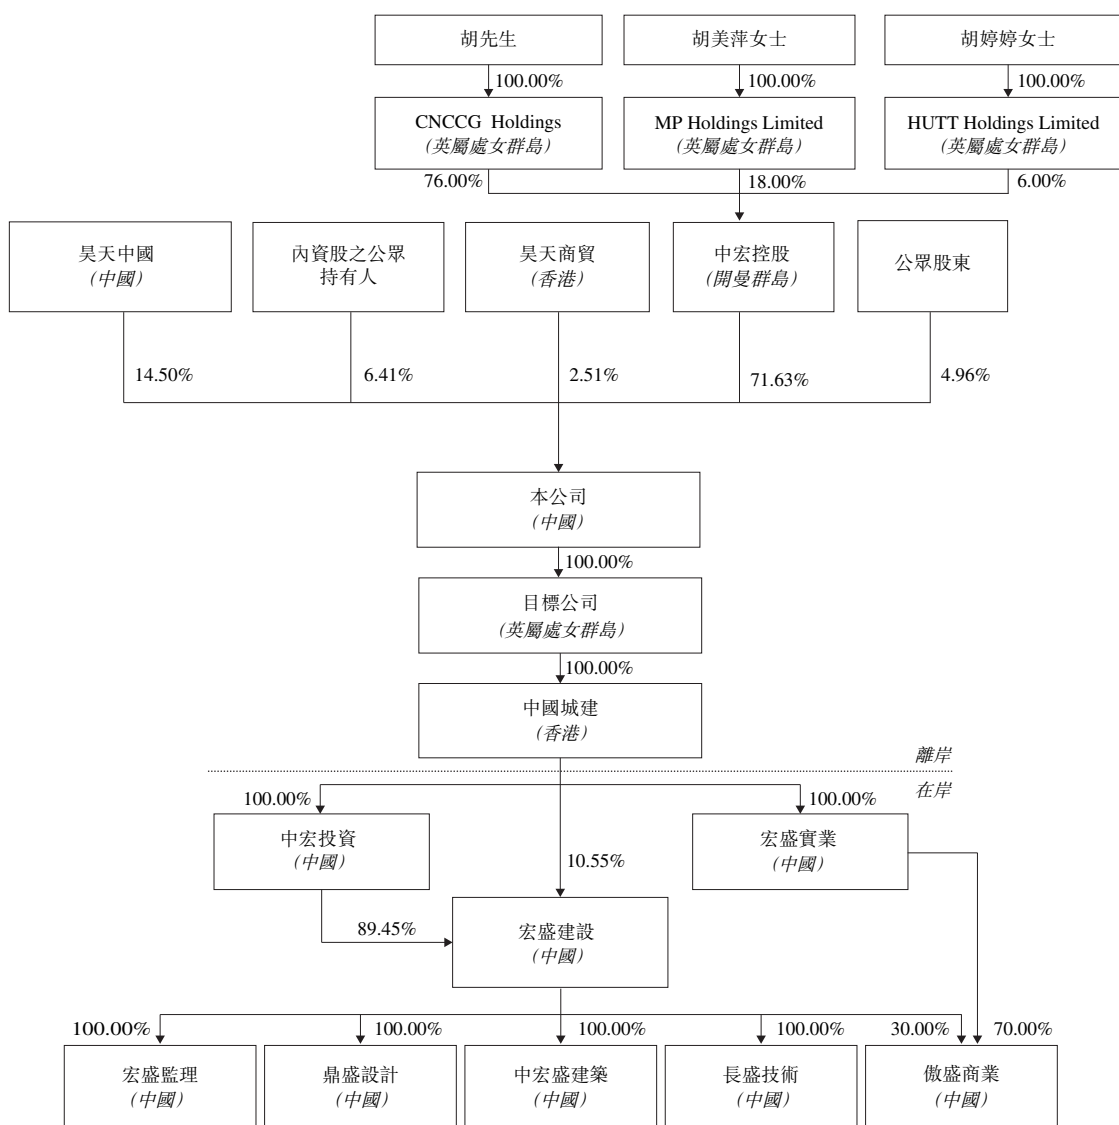 胡先生
胡美萍女士
胡婷婷女士
100.00%
100.00%
100.00%
CNCCG Holdings
(英屬處女群島)
MP Holdings Limited
(英屬處女群島)
HUTT Holdings Limited
(英屬處女群島)
76.00%
18.00%
6.00%
昊天中國
(中國)
內資股之公眾
持有人
昊天商貿
(香港)
中宏控股
(開曼群島)
公眾股東
14.50%
6.41%
2.51%
71.63%
4.96%
本公司
(中國)
100.00%
目標公司
(英屬處女群島)
100.00%
中國城建
(香港)
離岸
在岸
100.00%
100.00%
中宏投資
(中國)
10.55%
宏盛實業
(中國)
89.45%
宏盛建設
(中國)
100.00%
100.00%
100.00%
100.00%
30.00%
70.00%
宏盛監理
(中國)
鼎盛設計
(中國)
中宏盛建築
(中國)
長盛技術
(中國)
傲盛商業
(中國)